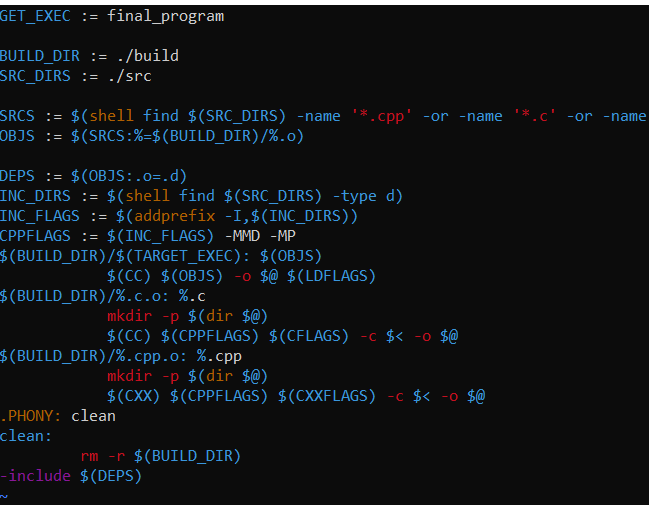 GET_EXEC := final_program
BUILD_DIR := ./build
SRC_DIRS := ./src
SRCS := $(shell find $(SRC_DIRS) -name '*.cpp' -or -name '*.c' -or -name
OBJS := $(SRCS:%=$(BUILD_DIR)/%.o)
DEPS := $(OBJS:.o=.d)
INC_DIRS := $(shell find $(SRC_DIRS) -type d)
INC_FLAGS := $(addprefix -I,$(INC_DIRS))
CPPFLAGS := $(INC_FLAGS) -MMD -MP
$(BUILD_DIR)/$(TARGET_EXEC): $(OBJS)
$(CC) $(OBJS) -o $@ $(LDFLAGS)
$(BUILD_DIR)/%.c.o: %.c
mkdir -p $(dir $@)
$(CC) $(CPPFLAGS) $(CFLAGS) -c $< -o $@
$(BUILD_DIR)/%.cpp.o: %.cpp
mkdir -p $(dir $@)
$(CXX) $(CPPFLAGS) $(CXXFLAGS) -c $< -o $@
.PHONY: clean
clean:
rm -r $(BUILD_DIR)
-include $(DEPS)
~